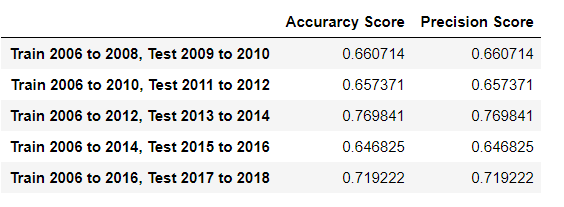 Accurarcy Score Precision Score
Train 2006 to 2008, Test 2009 to 2010 0.660714 0.660714
Train 2006 to 2010, Test 2011 to 2012 0.657371 0.657371
Train 2006 to 2012, Test 2013 to 2014 0.769841 0.769841
Train 2006 to 2014, Test 2015 to 2016 0.646825 0.646825
Train 2006 to 2016, Test 2017 to 2018 0.719222 0.719222